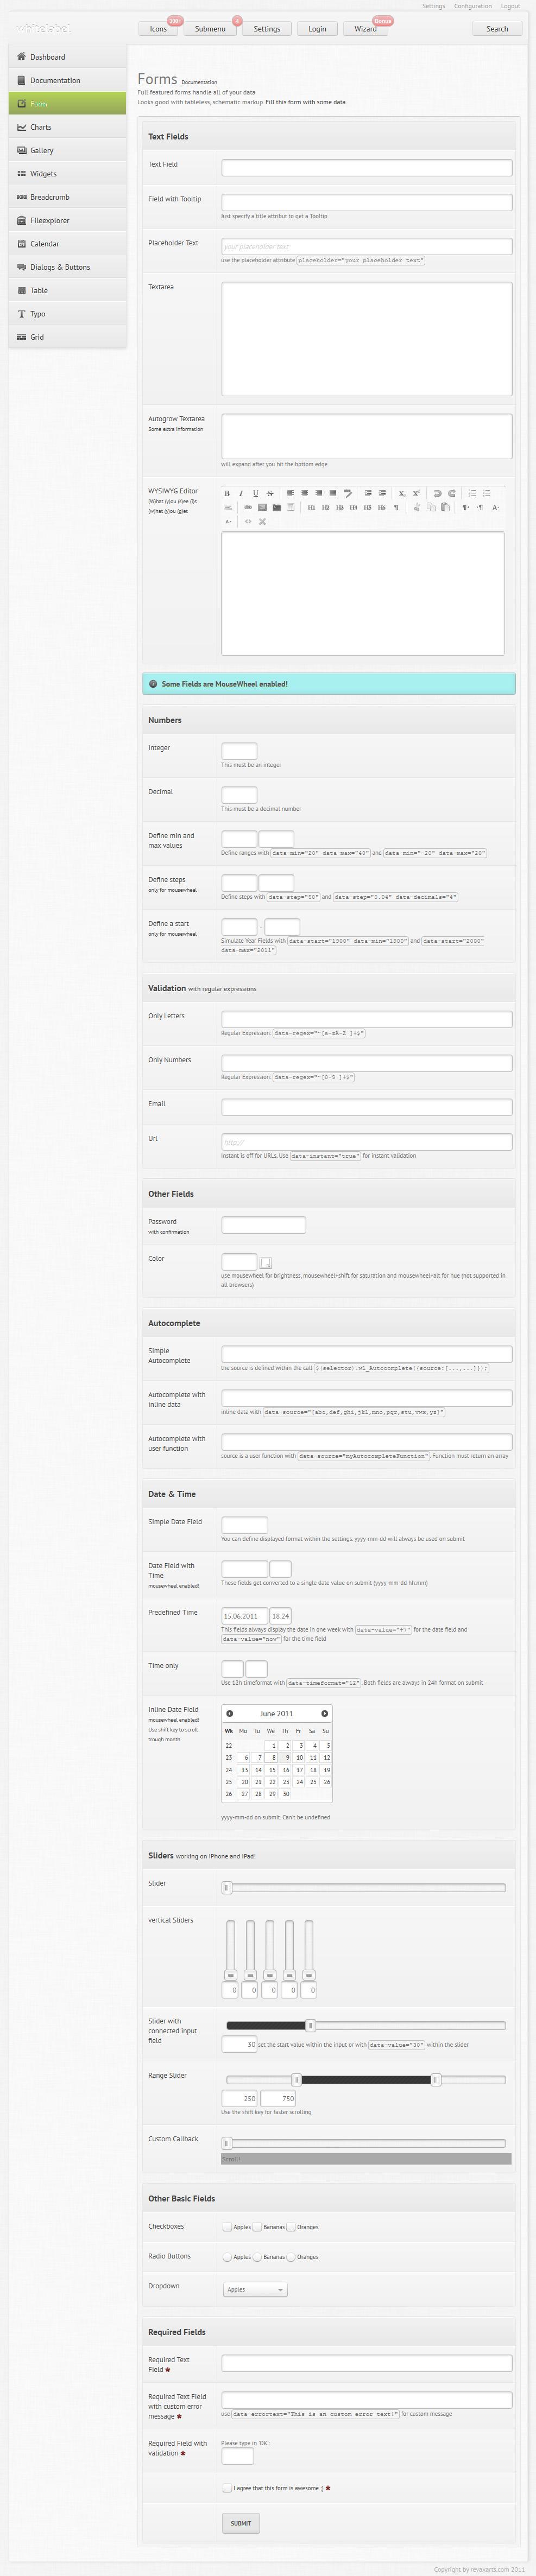 Settings Configuration Logout
whitelabel
Icons 300+ Submenu 4 Settings Login Wizard Bonus Search
Dashboard
Documentation
Form
Charts
Gallery
Widgets
Breadcrumb
Fileexplorer
Calendar
Dialogs & Buttons
Table
Typo
Grid
Forms Documentation
Full featured forms handle all of your data
Looks good with tableless, schematic markup. Fill this form with some data
Text Fields
Text Field
Field with Tooltip
Just specify a title attribut to get a Tooltip
Placeholder Text
your placeholder text
use the placeholder attribute placeholder="your placeholder text"
Textarea
Autogrow Textarea
Some extra information
will expand after you hit the bottom edge
WYSIWYG Editor
(W)hat (y)ou (s)ee (i)s
(w)hat (y)ou (g)et
B I U S
X₂ X²
H1 H2 H3 H4 H5 H6
Some Fields are MouseWheel enabled!
Numbers
Integer
This must be an integer
Decimal
This must be a decimal number
Define min and
max values
Define ranges with data-min="20" data-max="40" and data-min="-20" data-max="20"
Define steps
only for mousewheel
Define steps with data-step="50" and data-step="0.04" data-decimals="4"
Define a start
only for mousewheel
-
Simulate Year Fields with data-start="1900" data-min="1900" and data-start="2000"
data-max="2011"
Validation with regular expressions
Only Letters
Regular Expression: data-regex="^[a-zA-Z ]+$"
Only Numbers
Regular Expression: data-regex="^[0-9 ]+$"
Email
Url
http://
instant is off for URLs. Use data-instant="true" for instant validation
Other Fields
Password
with confirmation
Color
use mousewheel for brightness, mousewheel+shift for saturation and mousewheel+alt for hue (not supported in
all browsers)
Autocomplete
Simple
Autocomplete
the source is defined within the call $(selector).wl_Autocomplete({source:[...,...]});
Autocomplete with
inline data
inline data with data-source="[abc,def,ghi,jkl,mno,pqr,stu,vwx,yz]"
Autocomplete with
user function
source is a user function with data-source="myAutocompleteFunction". Function must return an array
Date & Time
Simple Date Field
You can define displayed format within the settings. yyyy-mm-dd will always be used on submit
Date Field with
Time
mousewheel enabled!
These fields get converted to a single date value on submit (yyyy-mm-dd hh:mm)
Predefined Time
15.06.2011 18:24
This fields always display the date in one week with data-value="+7" for the date field and
data-value="now" for the time field
Time only
Use 12h timeformat with data-timeformat="12". Both fields are always in 24h format on submit
Inline Date Field
mousewheel enabled!
Use shift key to scroll
trough month
June 2011
Wk Mo Tu We Th Fr Sa Su
22 1 2 3 4 5
23 6 7 8 9 10 11 12
24 13 14 15 16 17 18 19
25 20 21 22 23 24 25 26
26 27 28 29 30
yyyy-mm-dd on submit. Can't be undefined
Sliders working on iPhone and iPad!
Slider
vertical Sliders
0 0 0 0 0
Slider with
connected input
field
30 set the start value within the input or with data-value="30" within the slider
Range Slider
250 750
Use the shift key for faster scrolling
Custom Callback
Scroll!
Other Basic Fields
Checkboxes
Apples Bananas Oranges
Radio Buttons
Apples Bananas Oranges
Dropdown
Apples
Required Fields
Required Text
Field *
Required Text Field
with custom error
message *
use data-errortext="This is an custom error text!" for custom message
Required Field with
validation *
Please type in 'OK':
I agree that this form is awesome ;) *
SUBMIT
Copyright by revaxarts.com 2011